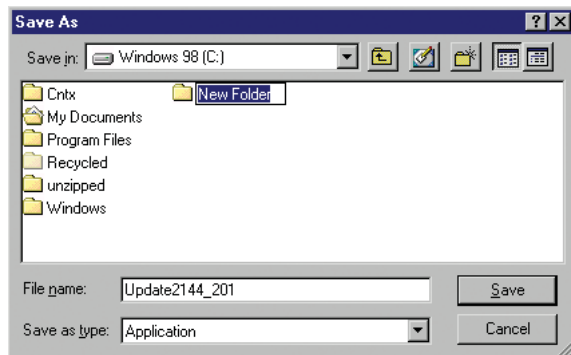 Save As
Save in: Windows 98 (C:)
Cntx
My Documents
Program Files
Recycled
unzipped
Windows
New Folder
File name: Update2144_201 Save
Save as type: Application Cancel